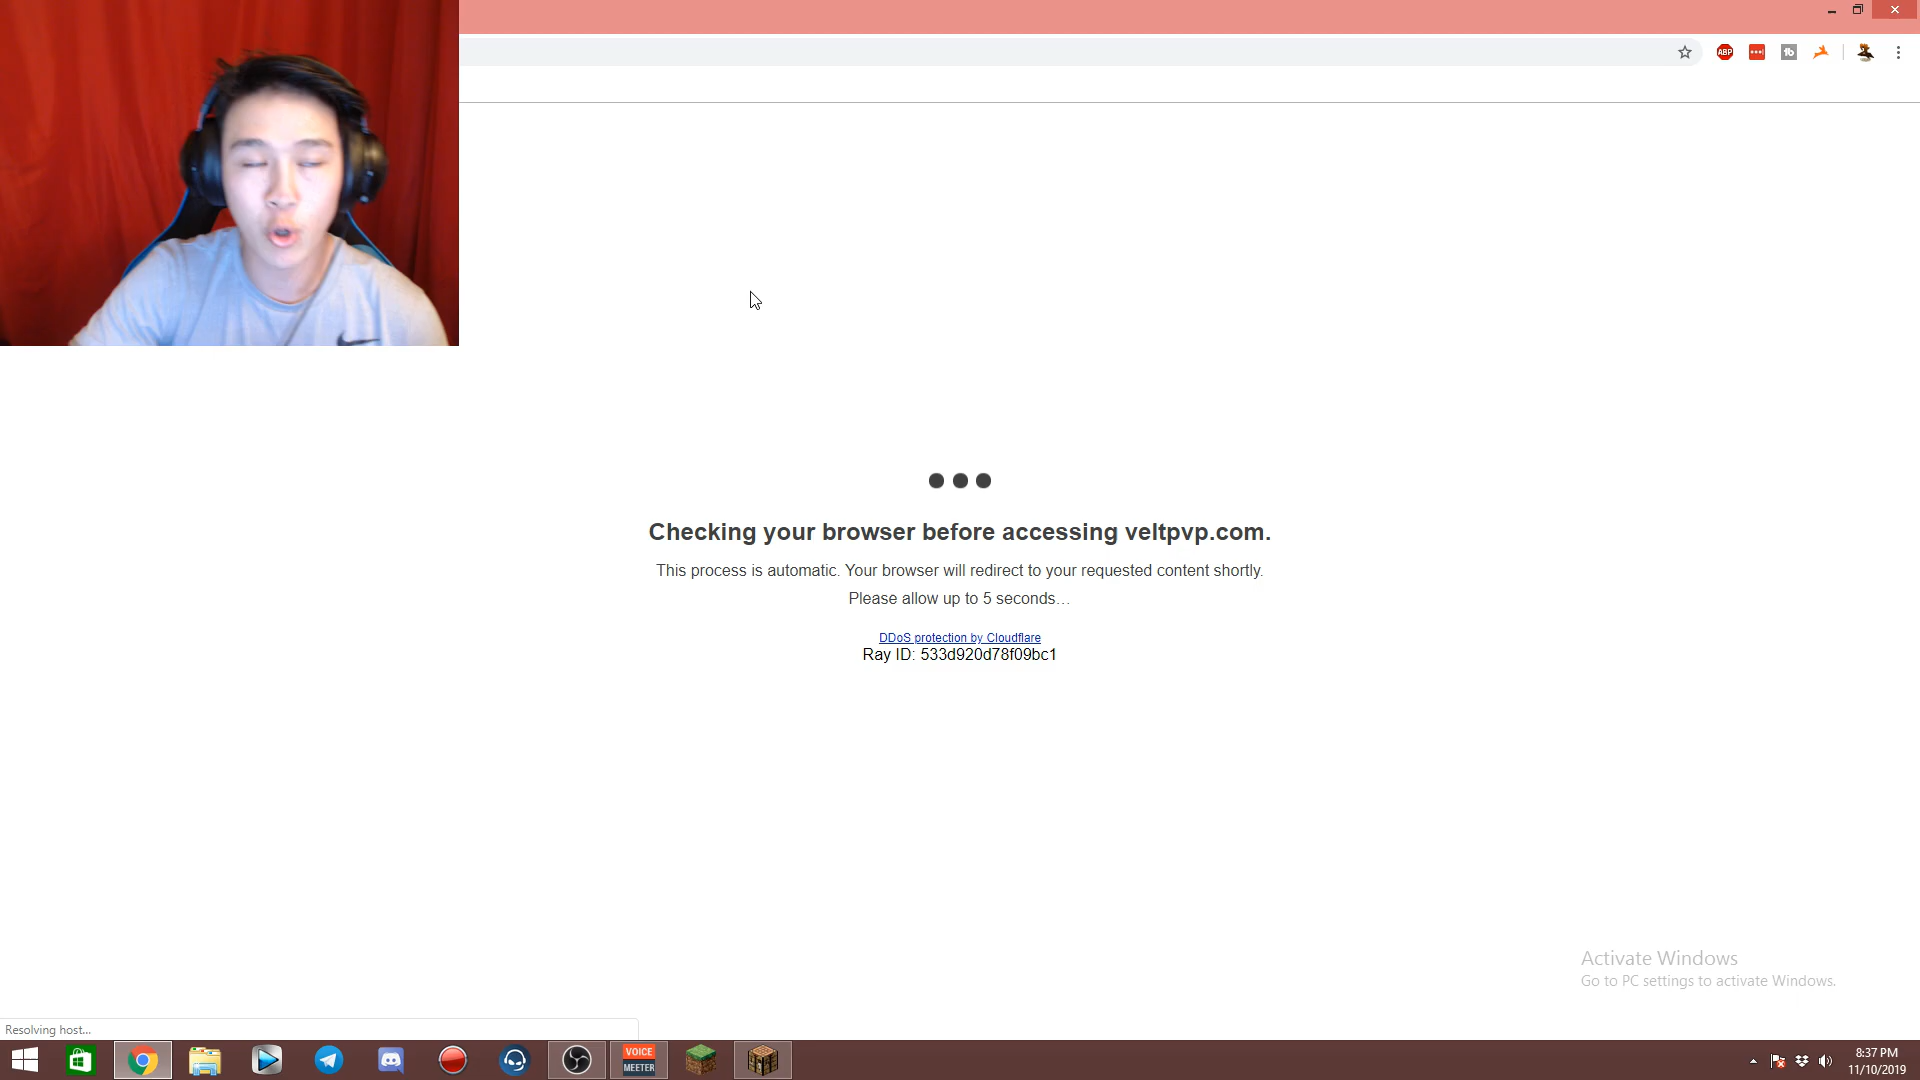 ABP
tb
Checking your browser before accessing veltpvp.com.
This process is automatic. Your browser will redirect to your requested content shortly.
Please allow up to 5 seconds…
DDoS protection by Cloudflare
Ray ID: 533d920d78f09bc1
Activate Windows
Go to PC settings to activate Windows.
Resolving host...
VOICE
MEETER
8:37 PM
11/10/2019